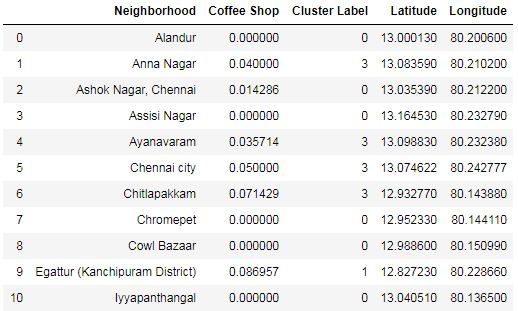 Neighborhood Coffee Shop Cluster Label Latitude Longitude
0 Alandur 0.000000 0 13.000130 80.200600
1 Anna Nagar 0.040000 3 13.083590 80.210200
2 Ashok Nagar, Chennai 0.014286 0 13.035390 80.212200
3 Assisi Nagar 0.000000 0 13.164530 80.232790
4 Ayanavaram 0.035714 3 13.098830 80.232380
5 Chennai city 0.050000 3 13.074622 80.242777
6 Chitlapakkam 0.071429 3 12.932770 80.143880
7 Chromepet 0.000000 0 12.952330 80.144110
8 Cowl Bazaar 0.000000 0 12.988600 80.150990
9 Egattur (Kanchipuram District) 0.086957 1 12.827230 80.228660
10 Iyyapanthangal 0.000000 0 13.040510 80.136500